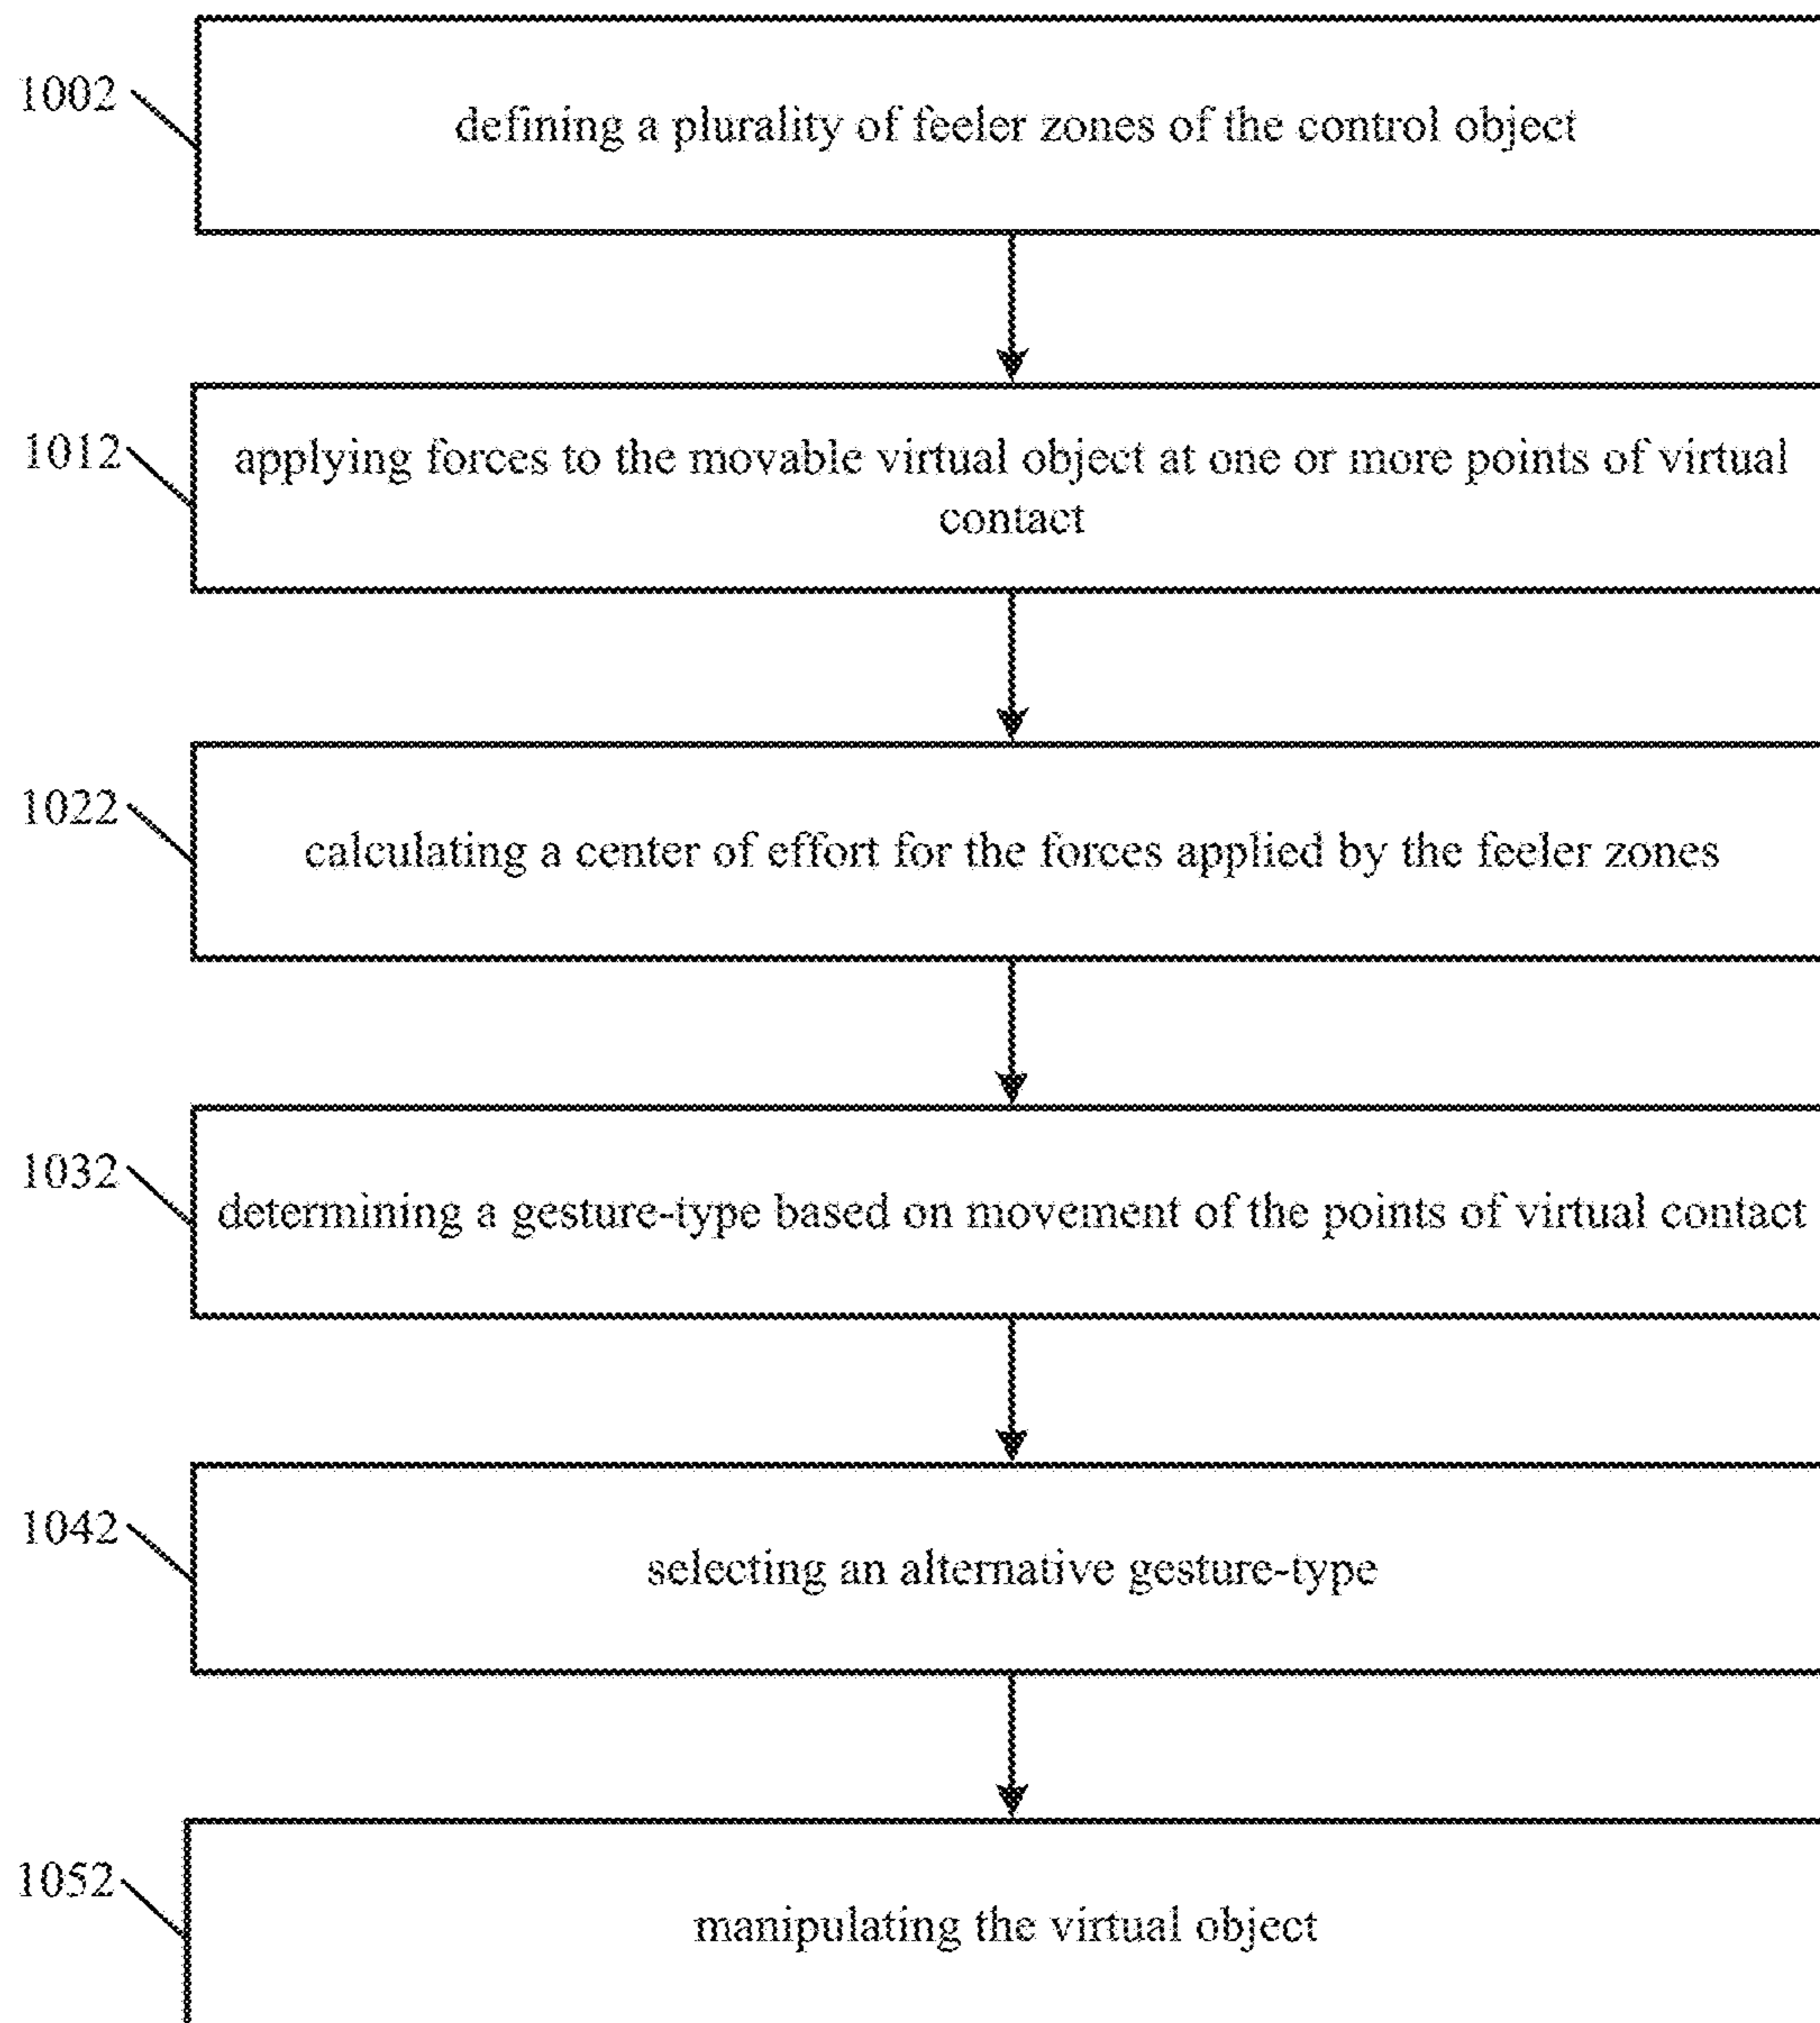 1002
defining a plurality of feeler zones of the control object
1012
applying forces to the movable virtual object at one or more points of virtual
contact
1022
calculating a center of effort for the forces applied by the feeler zones
1032
determining a gesture-type based on movement of the points of virtual contact
1042
selecting an alternative gesture-type
1052
manipulating the virtual object